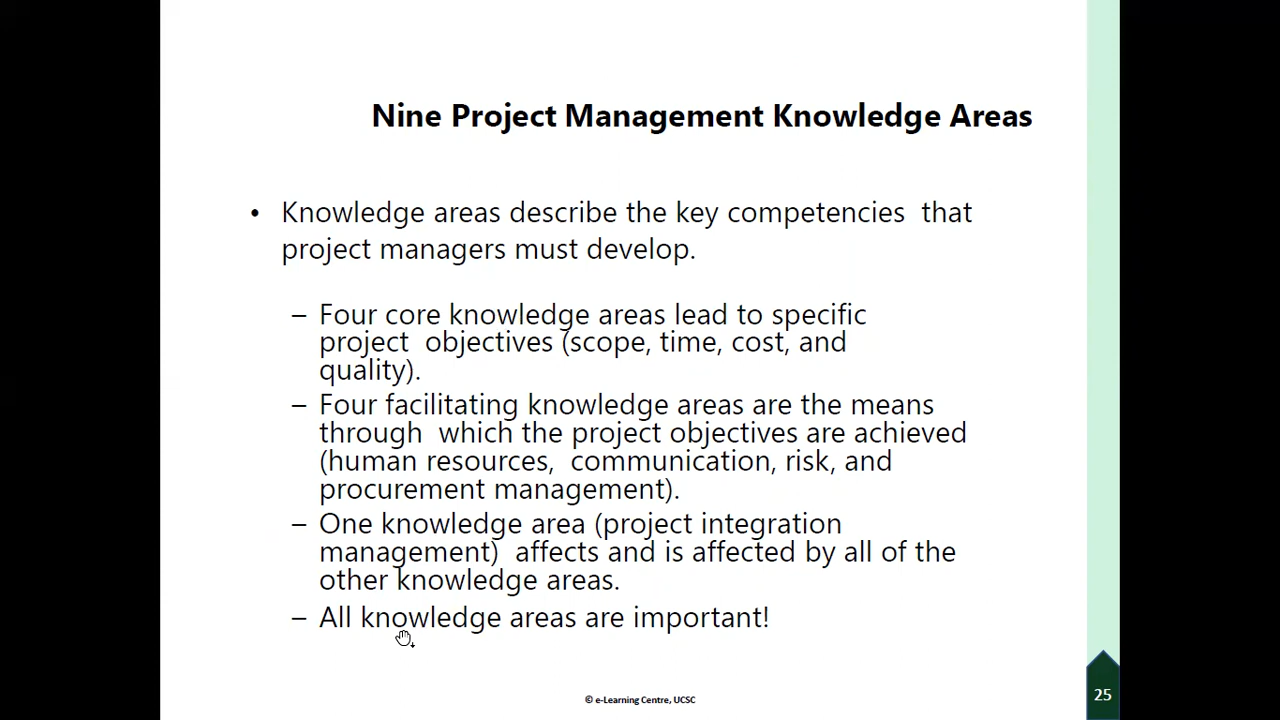 Nine Project Management Knowledge Areas
• Knowledge areas describe the key competencies that
project managers must develop.
– Four core knowledge areas lead to specific
project objectives (scope, time, cost, and
quality).
– Four facilitating knowledge areas are the means
through which the project objectives are achieved
(human resources, communication, risk, and
procurement management).
– One knowledge area (project integration
management) affects and is affected by all of the
other knowledge areas.
– All knowledge areas are important!
© e-Learning Centre, UCSC
25